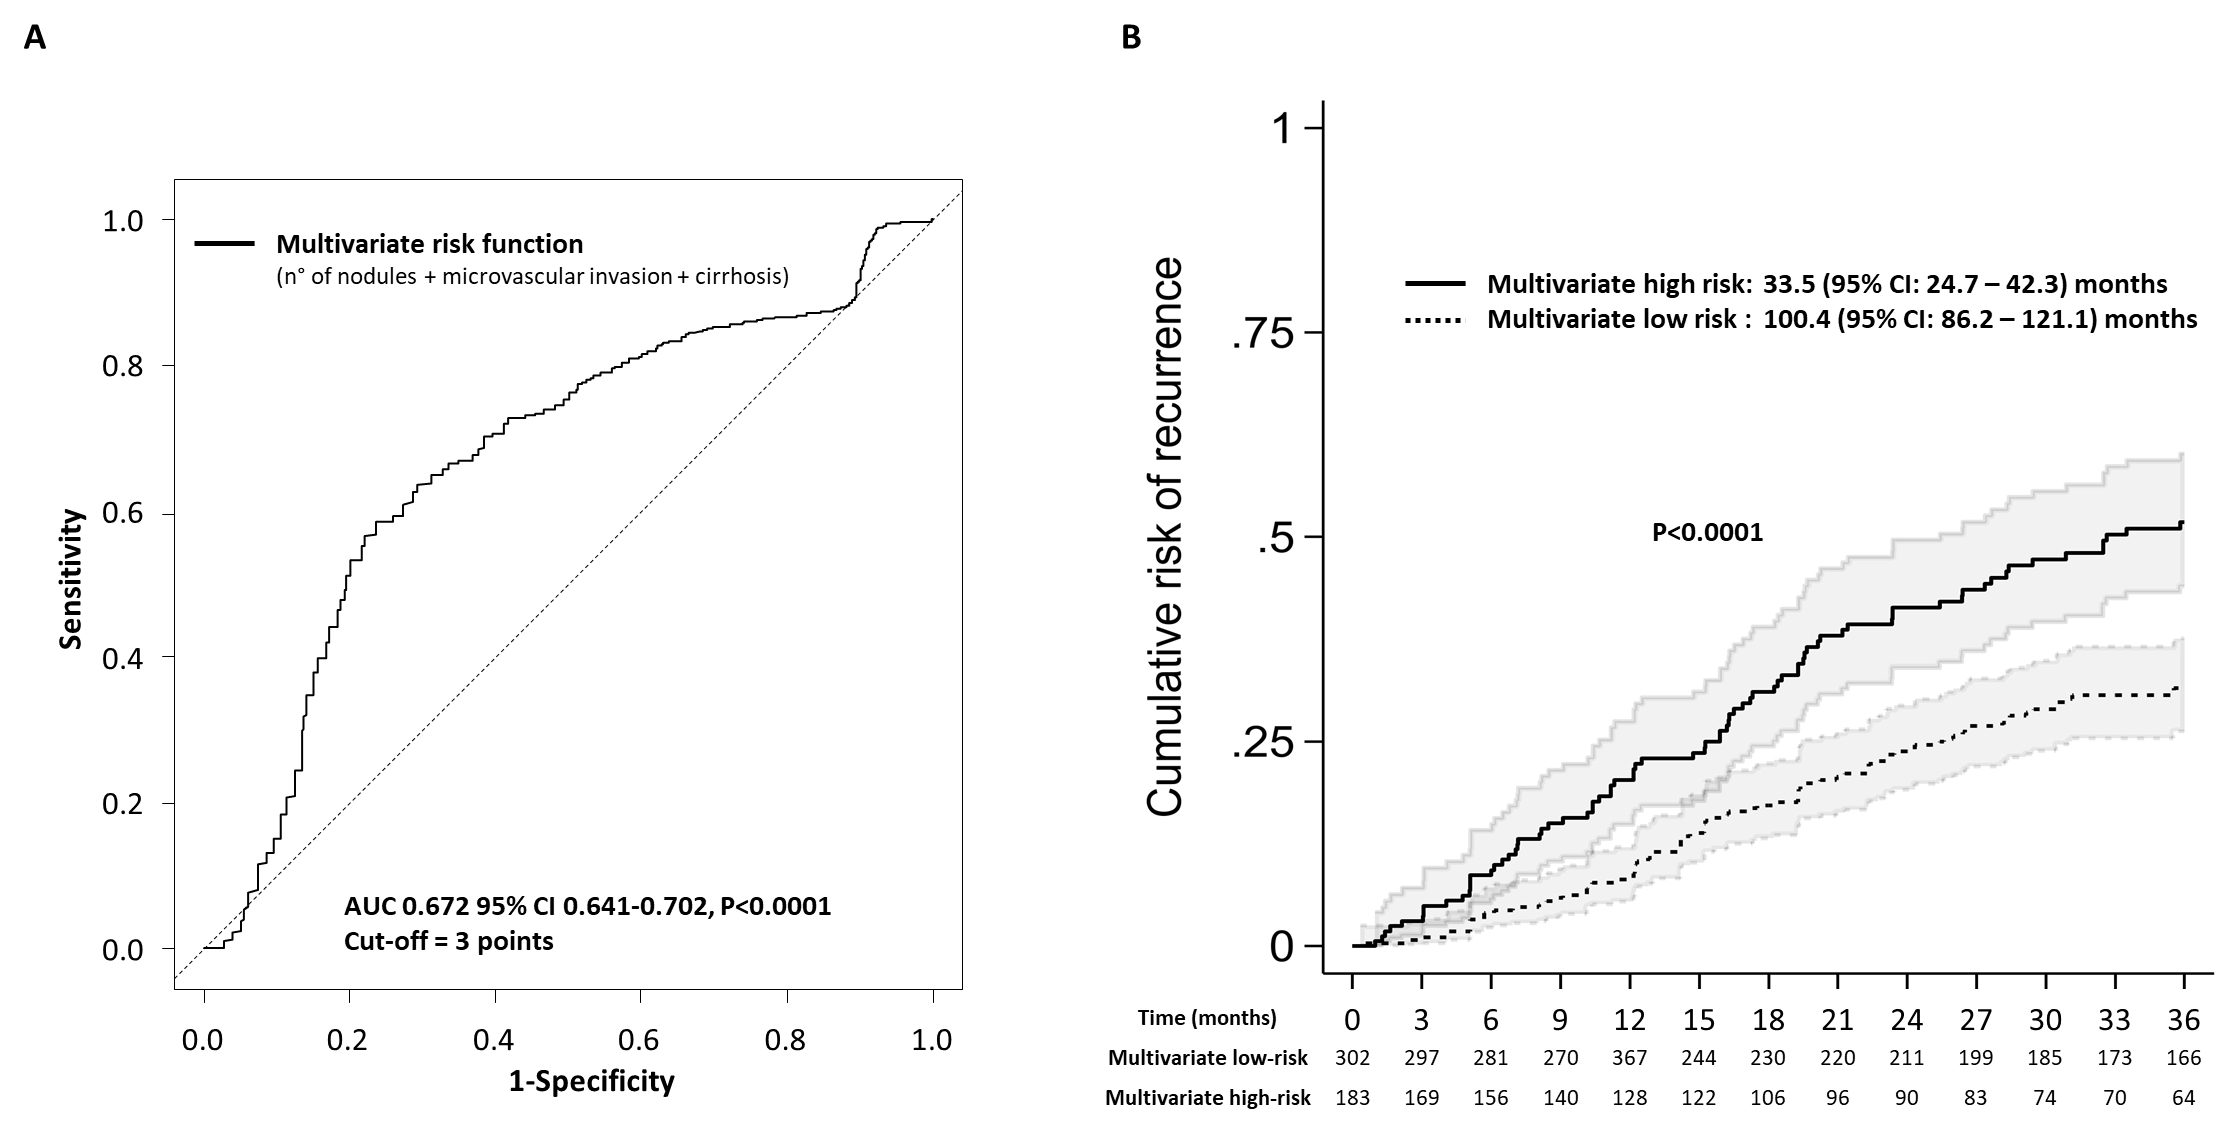 A
1.0
0.8
0.6
0.4
0.2
0.0
Sensitivity
Multivariate risk function
(n° of nodules + microvascular invasion + cirrhosis)
AUC 0.672 95% CI 0.641-0.702, P<0.0001
Cut-off = 3 points
0.0 0.2 0.4 0.6 0.8 1.0
1-Specificity
B
1
.75
.5
.25
0
Cumulative risk of recurrence
Multivariate high risk: 33.5 (95% CI: 24.7 – 42.3) months
Multivariate low risk : 100.4 (95% CI: 86.2 – 121.1) months
P<0.0001
Time (months) 0 3 6 9 12 15 18 21 24 27 30 33 36
Multivariate low-risk 302 297 281 270 367 244 230 220 211 199 185 173 166
Multivariate high-risk 183 169 156 140 128 122 106 96 90 83 74 70 64